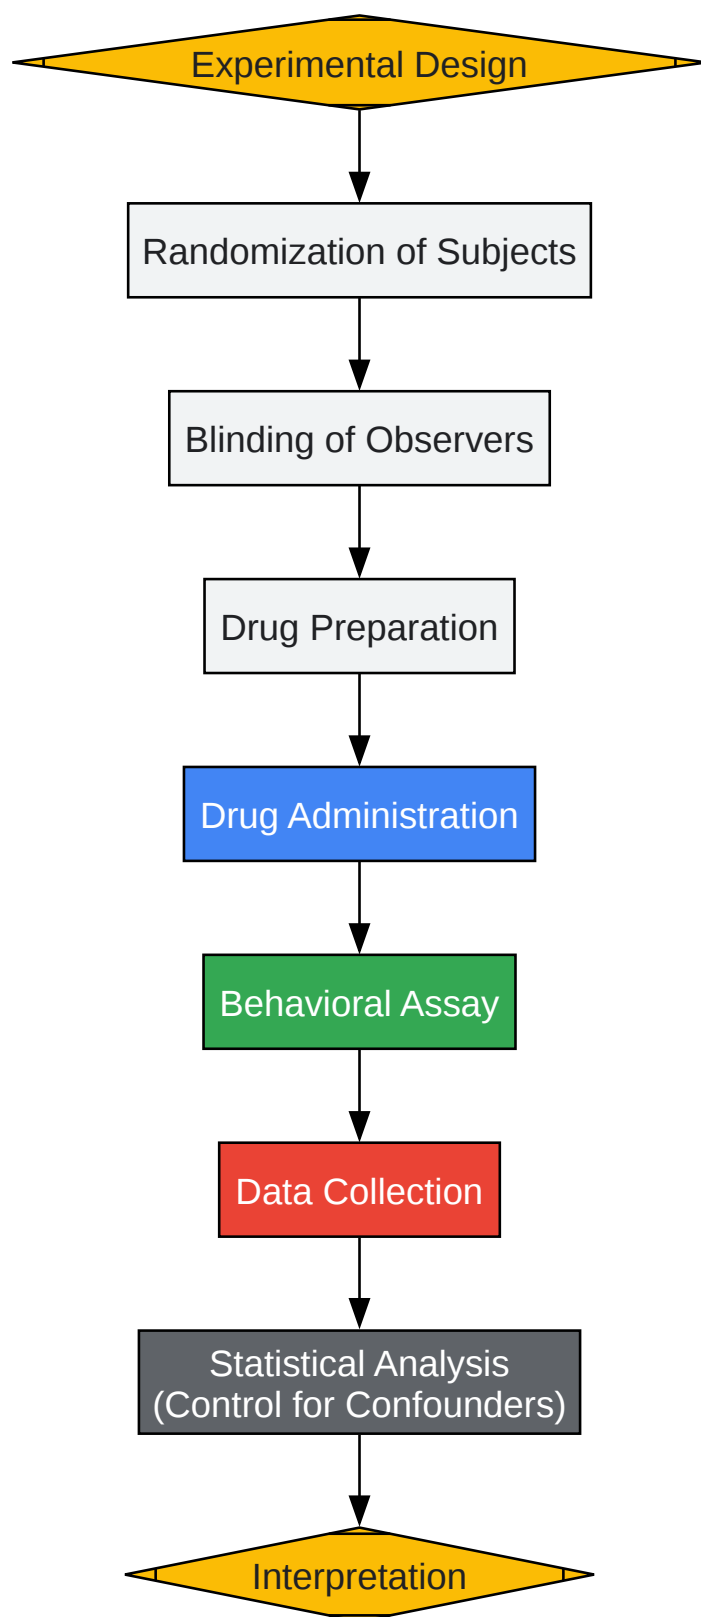 Experimental Design
Randomization of Subjects
Blinding of Observers
Drug Preparation
Drug Administration
Behavioral Assay
Data Collection
Statistical Analysis
(Control for Confounders)
Interpretation